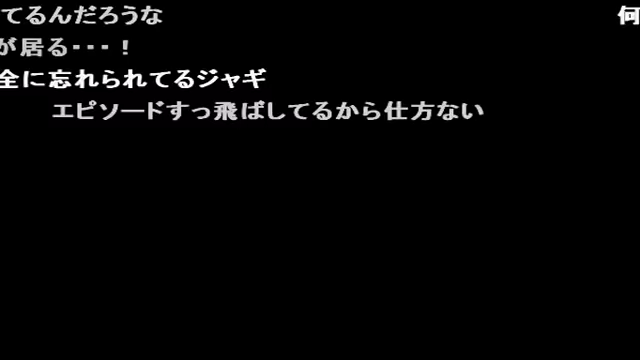 てるんだろうな
何
が居る・・・！
全に忘れられてるジャギ
エピソードすっ飛ばしてるから仕方ない